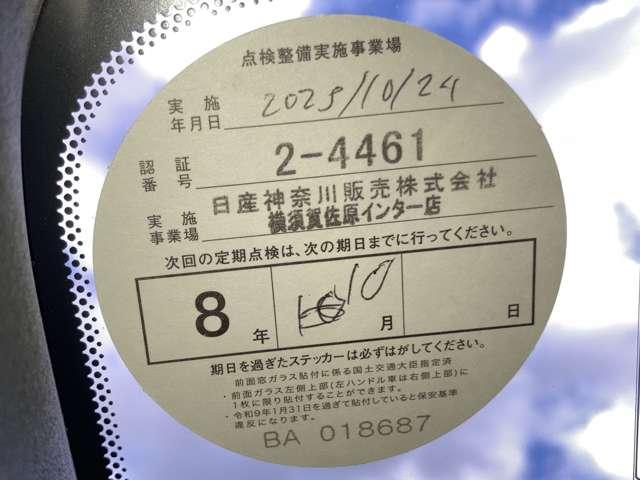 点検整備実施事業場
実施年月日 2025/10/24
認証番号 2-4461
実施事業場 日産神奈川販売株式会社
横須賀佐原インター店
次回の定期点検は、次の期日までに行ってください。
8年 10月 日
期日を過ぎたステッカーは必ずはがしてください。
前面窓ガラス貼付に係る国土交通大臣指定済
・前面ガラス左側上部(左ハンドル車は右側上部)に
1枚に限り貼付することができます。
・令和9年1月31日を過ぎて貼付していると保安基準
違反になります。
BA 018687